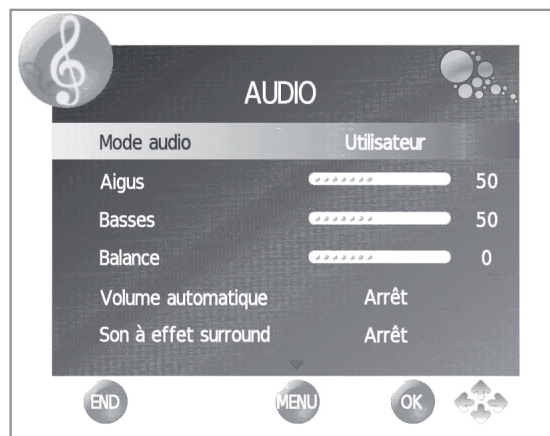 AUDIO
Mode audio Utilisateur
Aigus 50
Basses 50
Balance 0
Volume automatique Arrêt
Son à effet surround Arrêt
END MENU OK